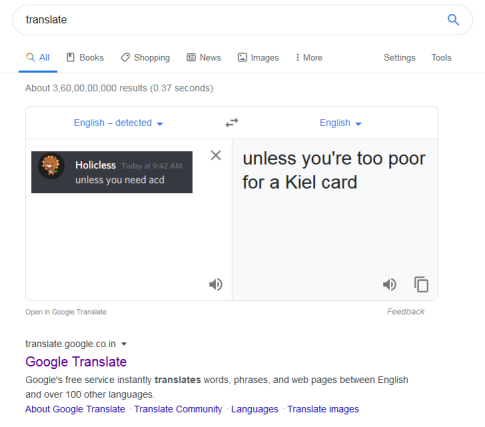 translate
All Books Shopping News Images More Settings Tools
About 3,60,00,00,000 results (0.37 seconds)
English – detected English
Holicless Today at 9:42 AM
unless you need acd
unless you're too poor
for a Kiel card
Open in Google Translate Feedback
translate.google.co.in
Google Translate
Google's free service instantly translates words, phrases, and web pages between English
and over 100 other languages.
About Google Translate · Translate Community · Languages · Translate images